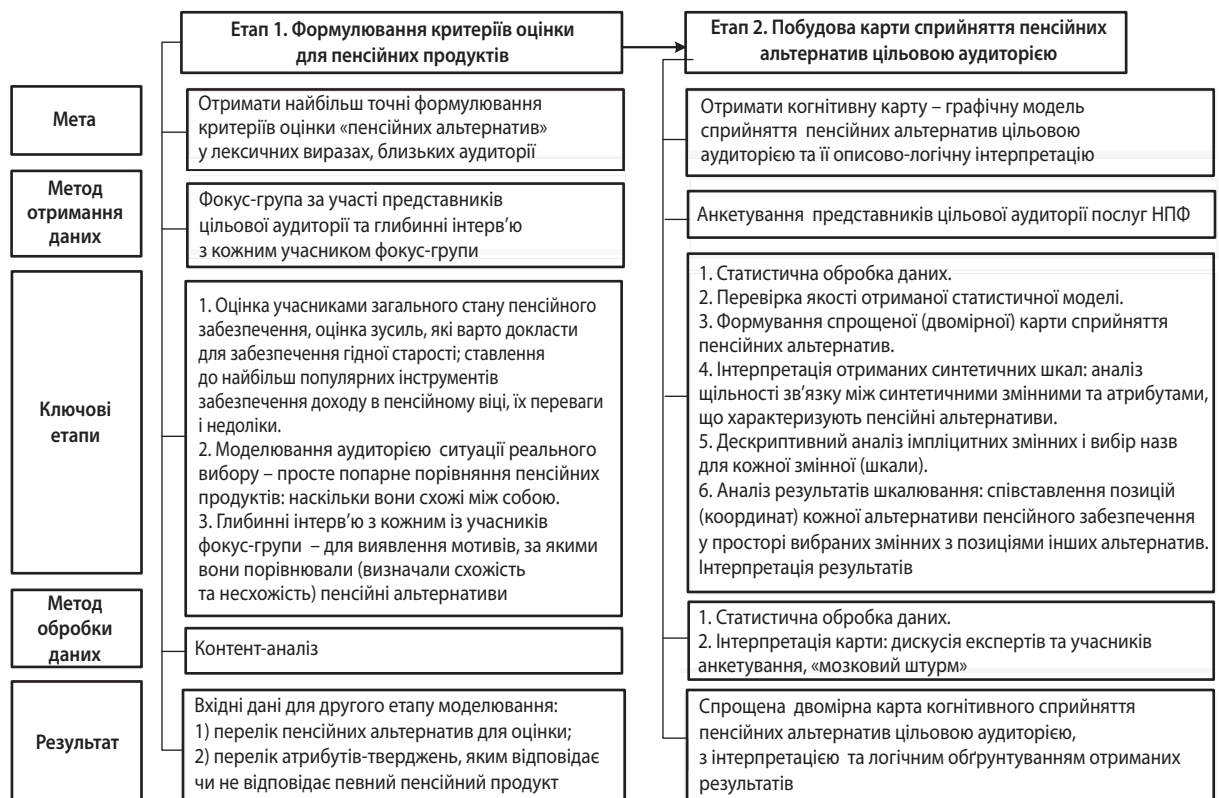 Етап 1. Формулювання критеріїв оцінки
для пенсійних продуктів
Етап 2. Побудова карти сприйняття пенсійних
альтернатив цільовою аудиторією
Мета
Отримати найбільш точні формулювання
критеріїв оцінки «пенсійних альтернатив»
у лексичних виразах, близьких аудиторії
Отримати когнітивну карту – графічну модель
сприйняття пенсійних альтернатив цільовою
аудиторією та її описово-логічну інтерпретацію
Метод
отримання
даних
Фокус-група за участі представників
цільової аудиторії та глибинні інтерв'ю
з кожним учасником фокус-групи
Анкетування представників цільової аудиторії послуг НПФ
Ключові
етапи
1. Оцінка учасниками загального стану пенсійного
забезпечення, оцінка зусиль, які варто докласти
для забезпечення гідної старості; ставлення
до найбільш популярних інструментів
забезпечення доходу в пенсійному віці, їх переваги
і недоліки.
2. Моделювання аудиторією ситуації реального
вибору – просте попарне порівняння пенсійних
продуктів: наскільки вони схожі між собою.
3. Глибинні інтерв'ю з кожним із учасників
фокус-групи – для виявлення мотивів, за якими
вони порівнювали (визначали схожість
та несхожість) пенсійні альтернативи
1. Статистична обробка даних.
2. Перевірка якості отриманої статистичної моделі.
3. Формування спрощеної (двомірної) карти сприйняття
пенсійних альтернатив.
4. Інтерпретація отриманих синтетичних шкал: аналіз
щільності зв'язку між синтетичними змінними та атрибутами,
що характеризують пенсійні альтернативи.
5. Дескриптивний аналіз імпліцитних змінних і вибір назв
для кожної змінної (шкали).
6. Аналіз результатів шкалювання: співставлення позицій
(координат) кожної альтернативи пенсійного забезпечення
у просторі вибраних змінних з позиціями інших альтернатив.
Інтерпретація результатів
Метод
обробки
даних
Контент-аналіз
1. Статистична обробка даних.
2. Інтерпретація карти: дискусія експертів та учасників
анкетування, «мозковий штурм»
Результат
Вхідні дані для другого етапу моделювання:
1) перелік пенсійних альтернатив для оцінки;
2) перелік атрибутів-тверджень, яким відповідає
чи не відповідає певний пенсійний продукт
Спрощена двомірна карта когнітивного сприйняття
пенсійних альтернатив цільовою аудиторією,
з інтерпретацією та логічним обґрунтуванням отриманих
результатів